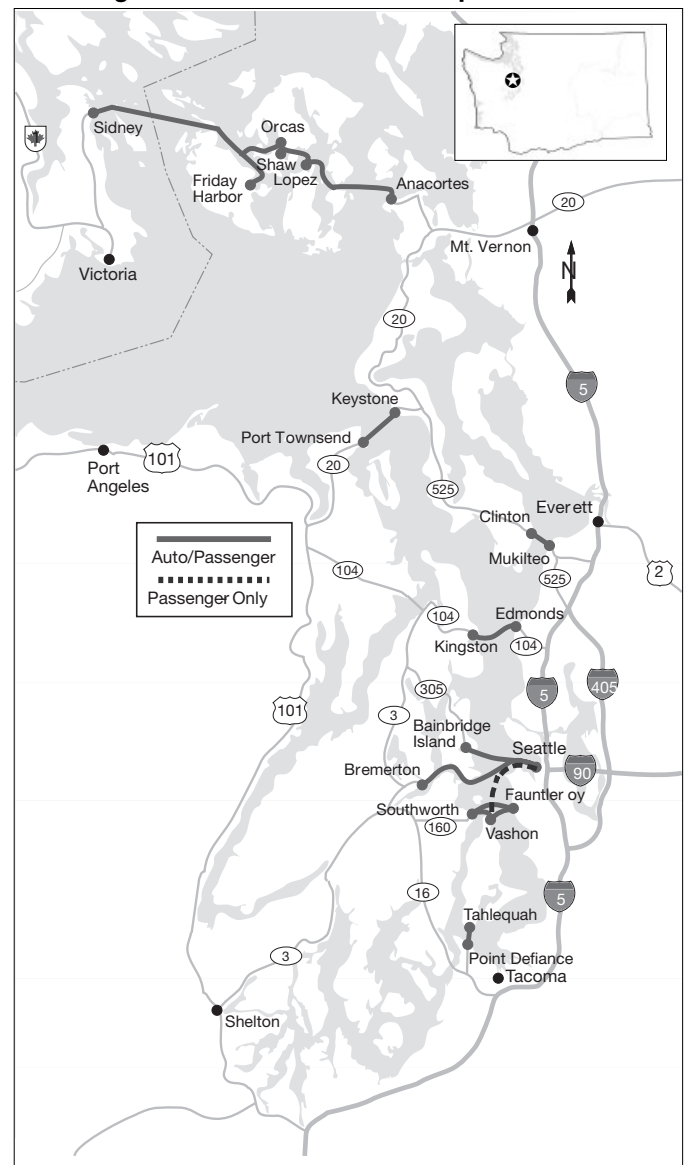 Sidney
Orcas
Shaw
Lopez
Friday
Harbor
Anacortes
20
Mt. Vernon
N
Victoria
20
5
Keystone
Port Townsend
20
101
Port
Angeles
525
Clinton
Everett
Mukilteo
525
2
Auto/Passenger
Passenger Only
104
104
Edmonds
Kingston
104
305
5
405
101
3
Bainbridge
Island
Seattle
Bremerton
90
Fauntler oy
Southworth
160
Vashon
16
5
Tahlequah
Point Defiance
Tacoma
3
Shelton